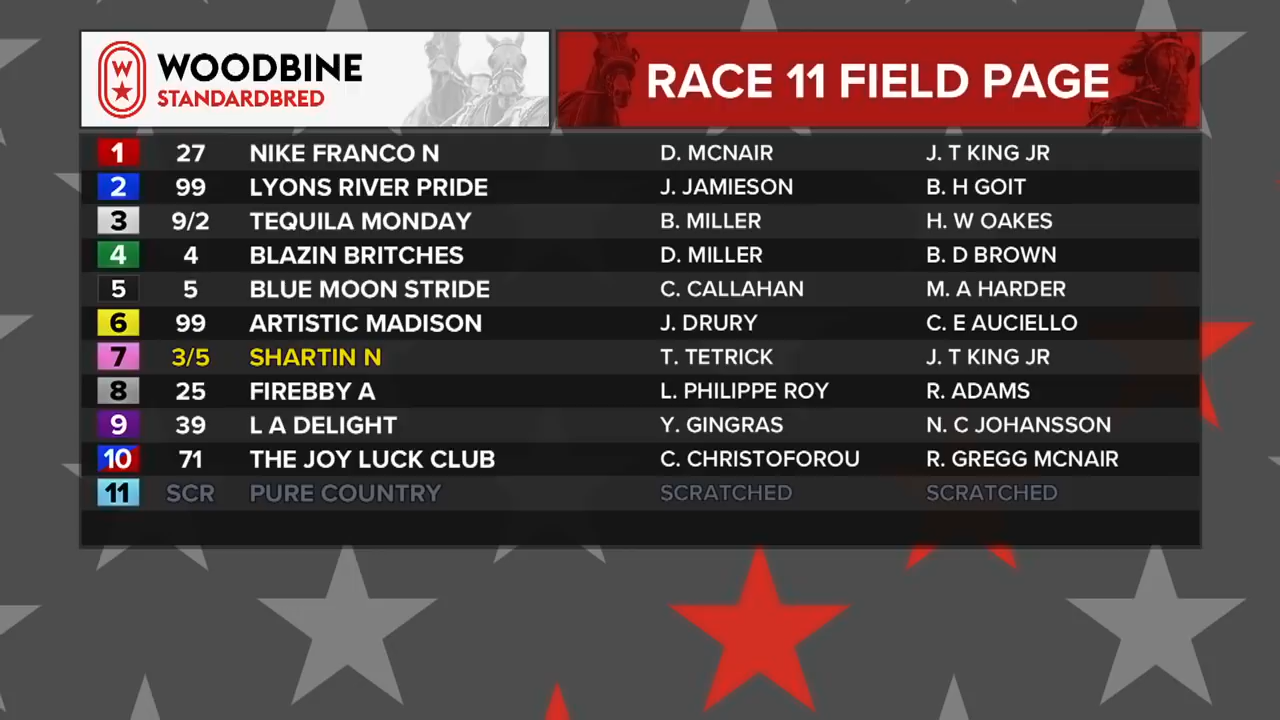 W
WOODBINE
STANDARDBRED
RACE 11 FIELD PAGE
1 27 NIKE FRANCO N D. MCNAIR J. T KING JR
2 99 LYONS RIVER PRIDE J. JAMIESON B. H GOIT
3 9/2 TEQUILA MONDAY B. MILLER H. W OAKES
4 4 BLAZIN BRITCHES D. MILLER B. D BROWN
5 5 BLUE MOON STRIDE C. CALLAHAN M. A HARDER
6 99 ARTISTIC MADISON J. DRURY C. E AUCIELLO
7 3/5 SHARTIN N T. TETRICK J. T KING JR
8 25 FIREBBY A L. PHILIPPE ROY R. ADAMS
9 39 L A DELIGHT Y. GINGRAS N. C JOHANSSON
10 71 THE JOY LUCK CLUB C. CHRISTOFOROU R. GREGG MCNAIR
11 SCR PURE COUNTRY SCRATCHED SCRATCHED